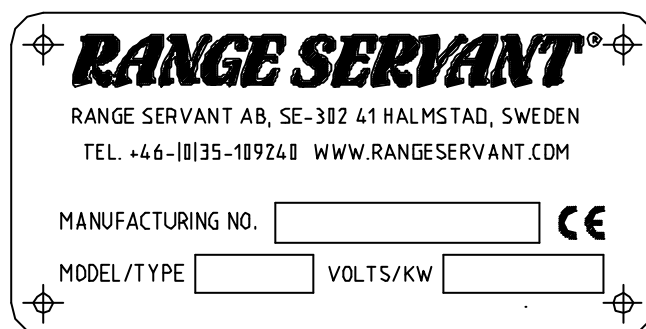 RANGE SERVANT®
RANGE SERVANT AB, SE-302 41 HALMSTAD, SWEDEN
TEL. +46-(0)35-109240 WWW.RANGESERVANT.COM
MANUFACTURING NO. CE
MODEL/TYPE VOLTS/KW